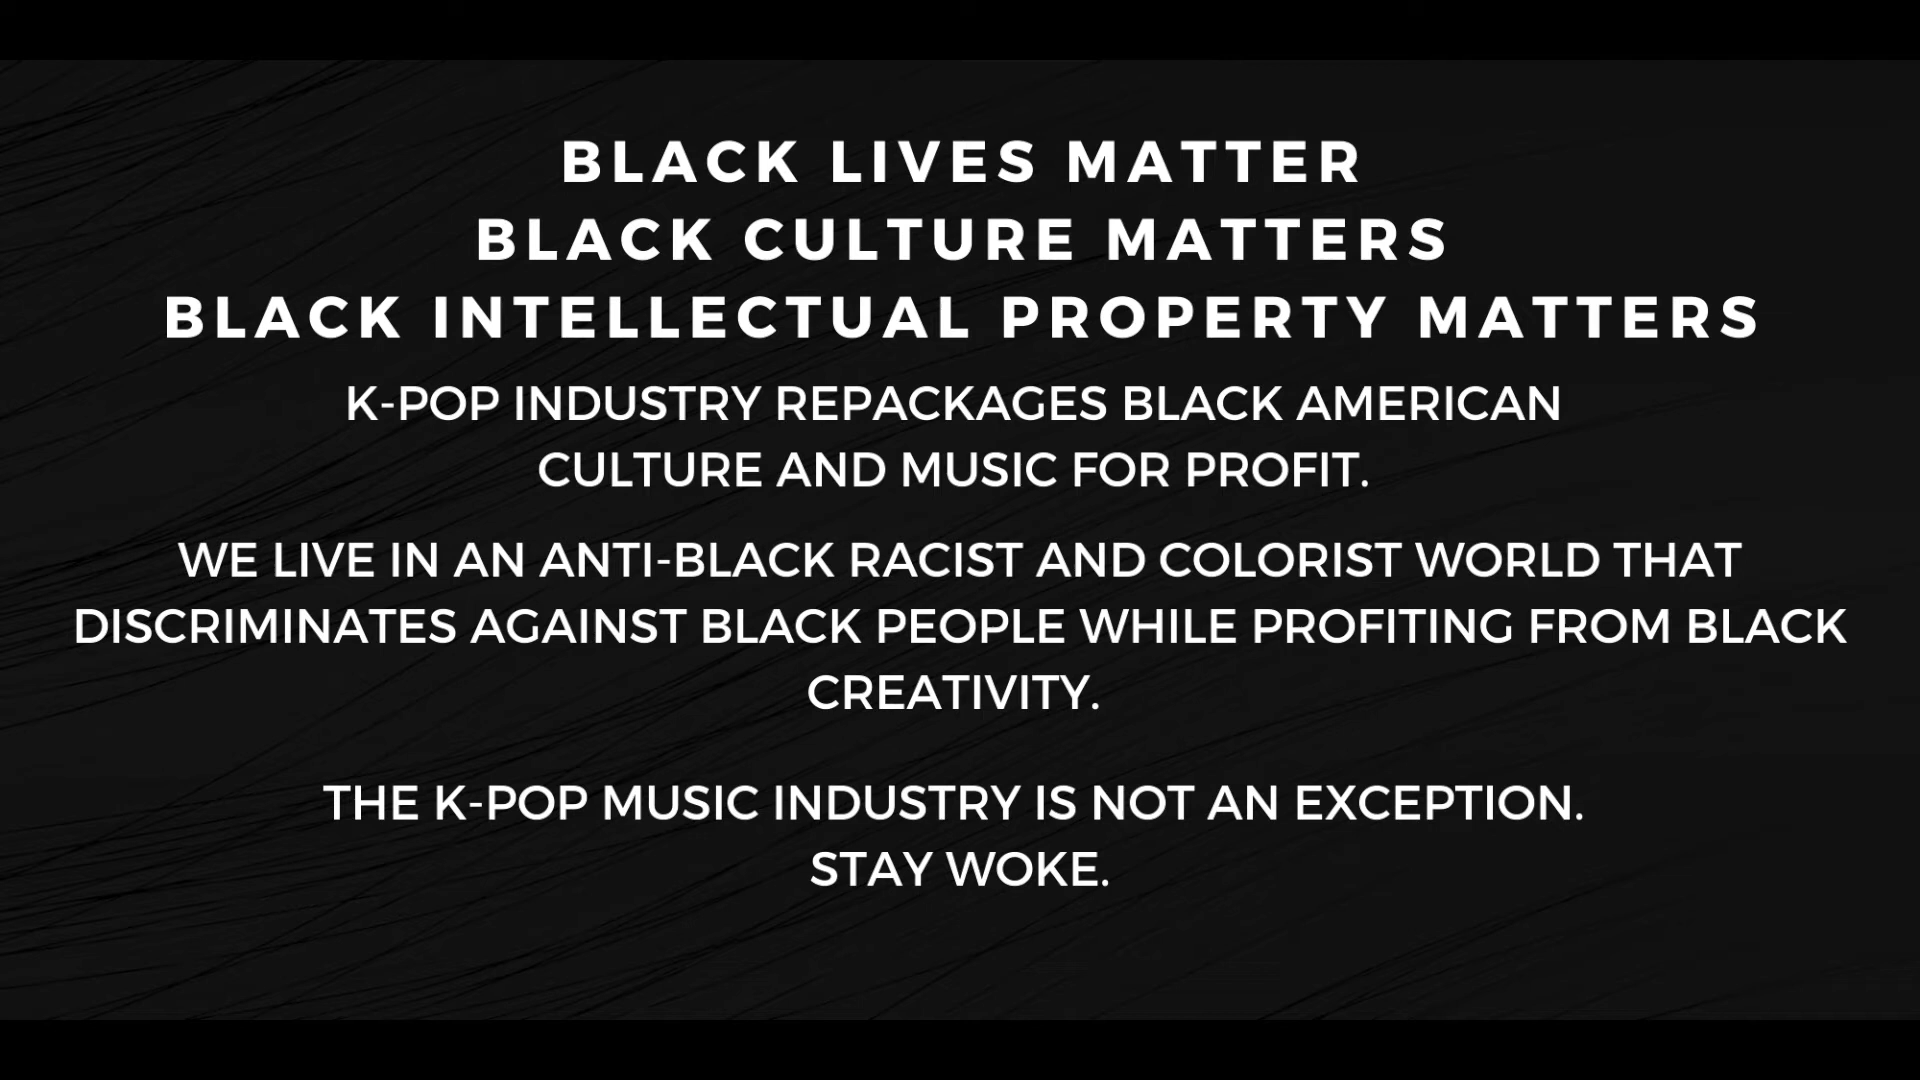 BLACK LIVES MATTER
BLACK CULTURE MATTERS
BLACK INTELLECTUAL PROPERTY MATTERS
K-POP INDUSTRY REPACKAGES BLACK AMERICAN
CULTURE AND MUSIC FOR PROFIT.
WE LIVE IN AN ANTI-BLACK RACIST AND COLORIST WORLD THAT
DISCRIMINATES AGAINST BLACK PEOPLE WHILE PROFITING FROM BLACK
CREATIVITY.
THE K-POP MUSIC INDUSTRY IS NOT AN EXCEPTION.
STAY WOKE.